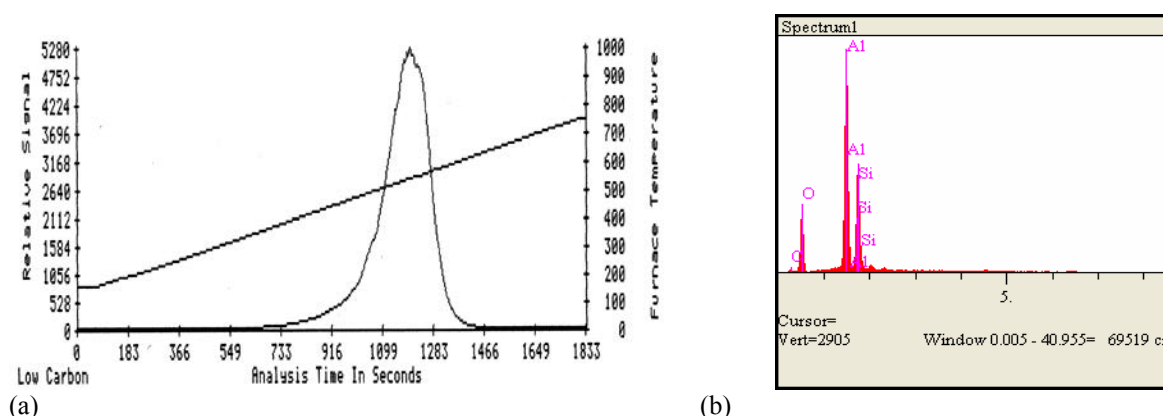 Relative Signal
5280
4752
4224
3696
3168
2640
2112
1584
1056
528
0
1000
900
800
700
600
500
400
300
200
100
0
Furnace Temperature
0 183 366 549 733 916 1099 1283 1466 1649 1833
Low Carbon Analysis Time In Seconds
(a)
Spectrum1
Al
Al
Si
O
Si
Si
5.
Cursor=
Vert=2905 Window 0.005 - 40.955= 69519
(b)